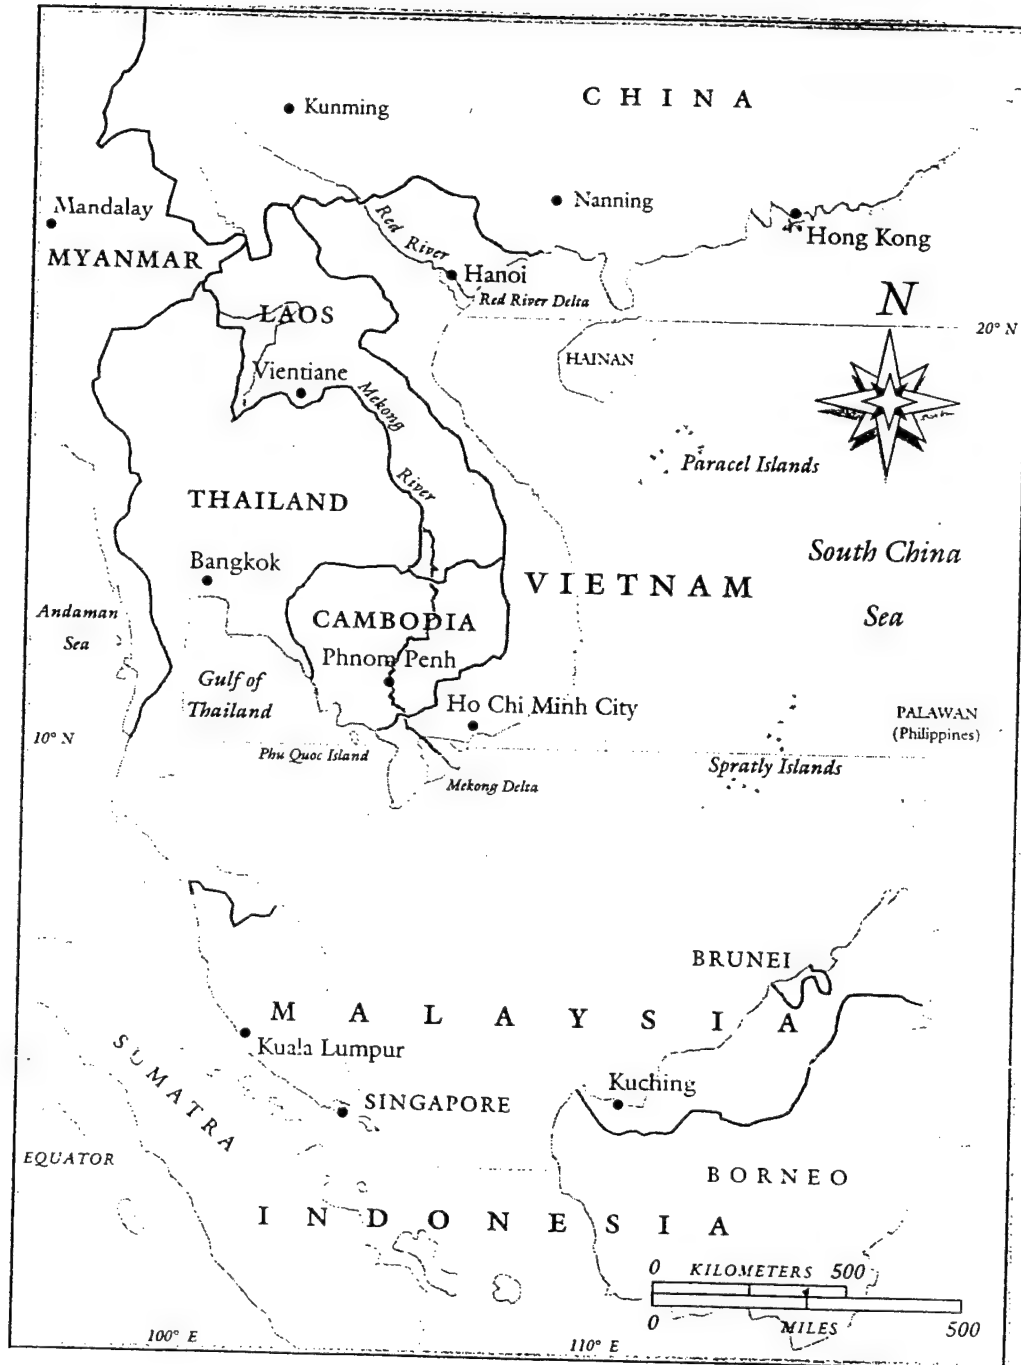 CHINA
Kunming
Mandalay
Nanning
Red River
Hong Kong
MYANMAR
Hanoi
Red River Delta
N
LAOS
20° N
HAINAN
Vientiane
Mekong River
Paracel Islands
THAILAND
South China
Sea
Bangkok
VIETNAM
Andaman
Sea
CAMBODIA
Phnom Penh
Gulf of
Thailand
Ho Chi Minh City
PALAWAN
(Philippines)
10° N
Phu Quoc Island
Spratly Islands
Mekong Delta
BRUNEI
MALAYSIA
Kuala Lumpur
SUMATRA
Kuching
SINGAPORE
EQUATOR
BORNEO
INDONESIA
0 KILOMETERS 500
0 MILES 500
100° E
110° E